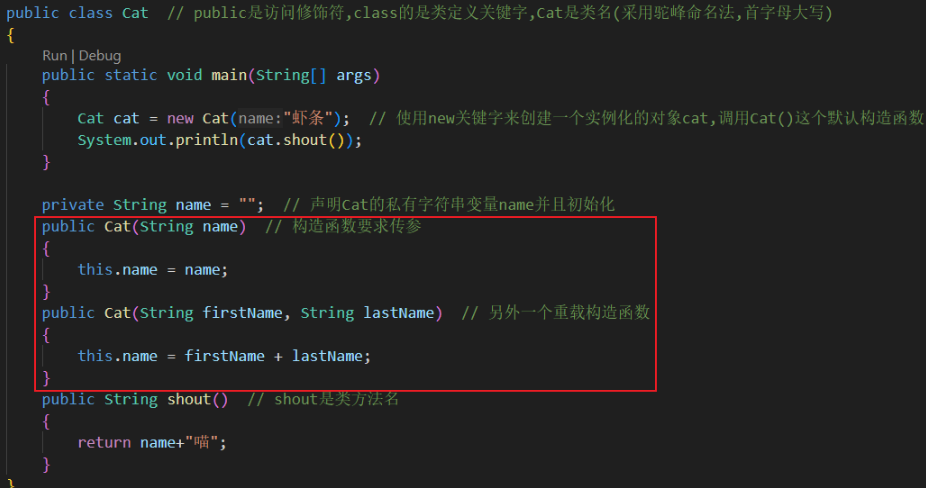 public class Cat  // public是访问修饰符,class的是类定义关键字,Cat是类名(采用驼峰命名法,首字母大写)
{
    Run | Debug
    public static void main(String[] args)
    {
        Cat cat = new Cat(name:"虾条");  // 使用new关键字来创建一个实例化的对象cat,调用Cat()这个默认构造函数
        System.out.println(cat.shout());
    }
    private String name = "";  // 声明Cat的私有字符串变量name并且初始化
    public Cat(String name)  // 构造函数要求传参
    {
        this.name = name;
    }
    public Cat(String firstName, String lastName)  // 另外一个重载构造函数
    {
        this.name = firstName + lastName;
    }
    public String shout()  // shout是类方法名
    {
        return name+"喵";
    }
}